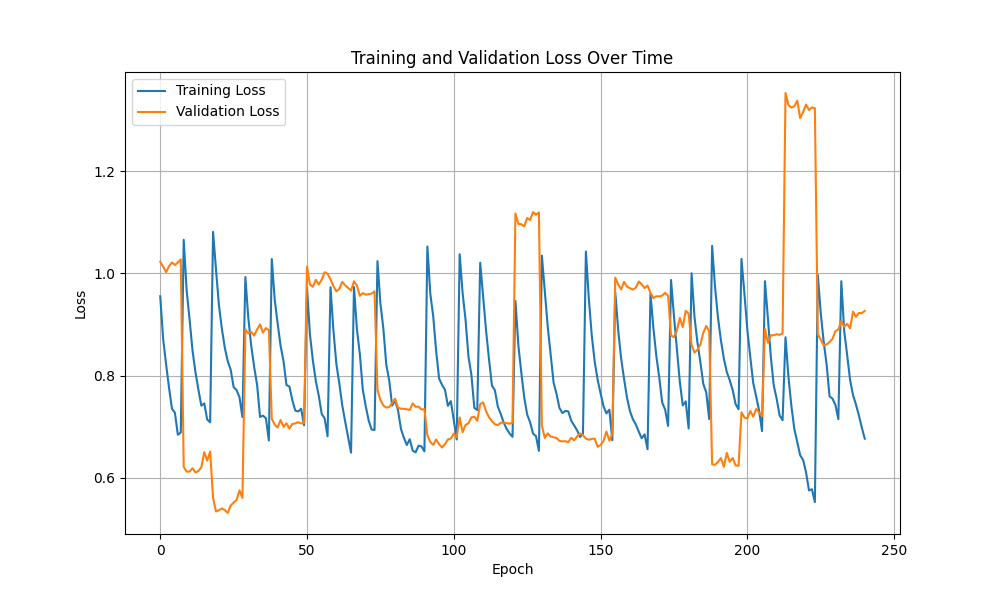 Training and Validation Loss Over Time
Training Loss
Validation Loss
1.2
1.0
0.8
0.6
Loss
0
50
100
150
200
250
Epoch